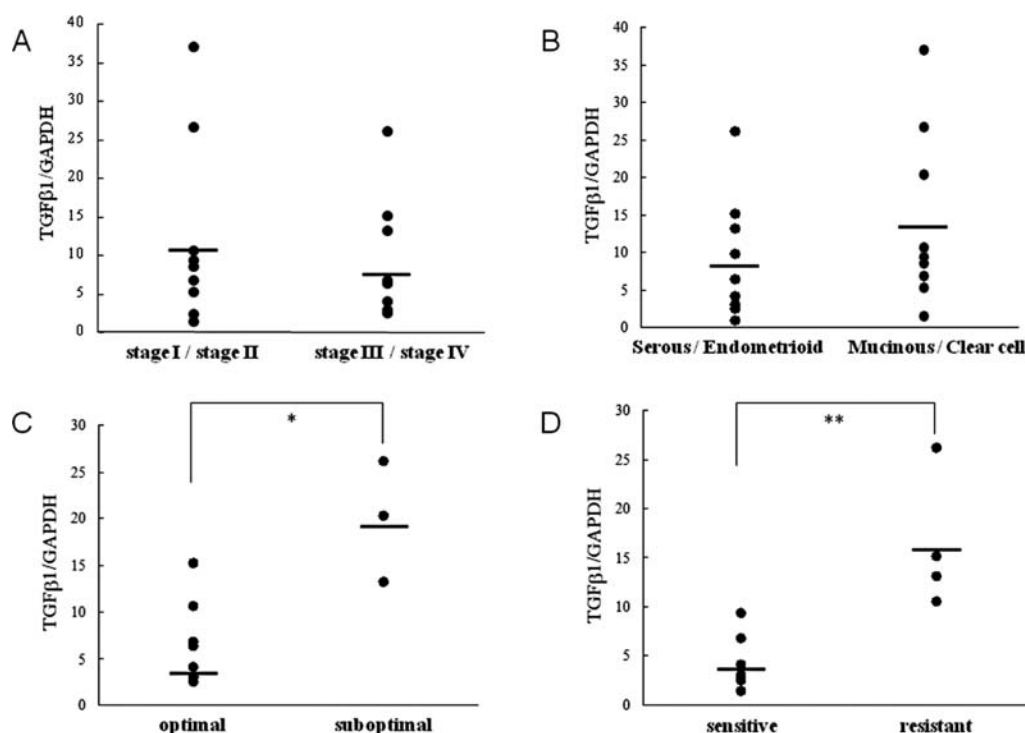 A
TGFβ1/GAPDH
40
35
30
25
20
15
10
5
0
stage I / stage II
stage III / stage IV
B
TGFβ1/GAPDH
40
35
30
25
20
15
10
5
0
Serous / Endometrioid
Mucinous / Clear cell
C
TGFβ1/GAPDH
30
25
20
15
10
5
0
*
optimal
suboptimal
D
TGFβ1/GAPDH
30
25
20
15
10
5
0
**
sensitive
resistant